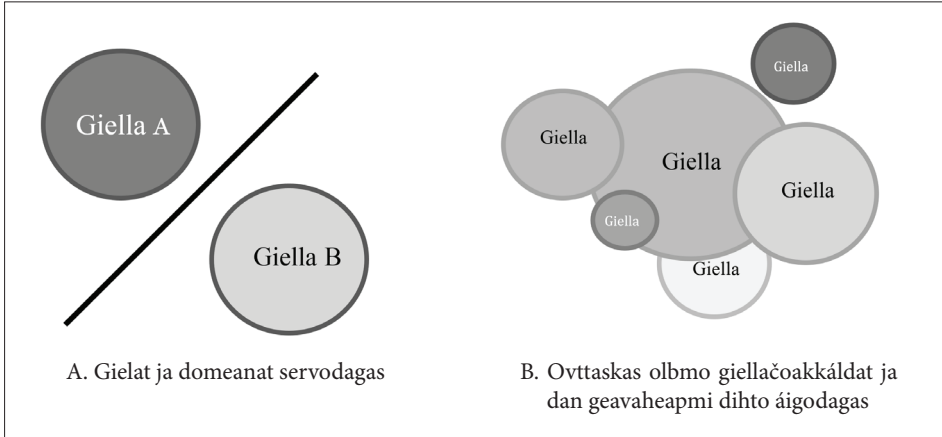 Giella A
Giella B
A. Gielat ja domeanat servodagas
Giella
Giella
Giella
Giella
Giella
Giella
B. Ovttaskas olbmo giellačoakkáldat ja
dan geavaheapmi dihto áigodagas